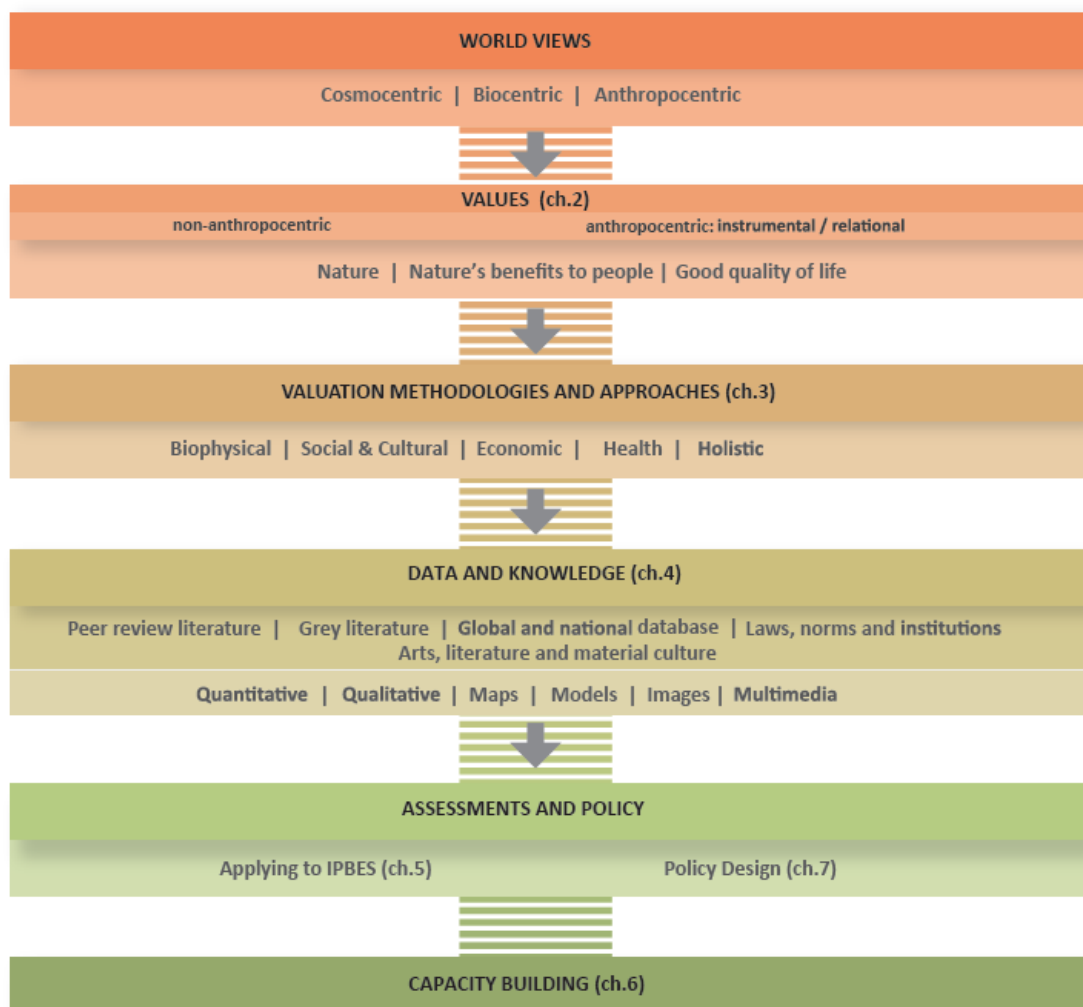 WORLD VIEWS
Cosmocentric | Biocentric | Anthropocentric
VALUES (ch.2)
non-anthropocentric anthropocentric: instrumental / relational
Nature | Nature's benefits to people | Good quality of life
VALUATION METHODOLOGIES AND APPROACHES (ch.3)
Biophysical | Social & Cultural | Economic | Health | Holistic
DATA AND KNOWLEDGE (ch.4)
Peer review literature | Grey literature | Global and national database | Laws, norms and institutions
Arts, literature and material culture
Quantitative | Qualitative | Maps | Models | Images | Multimedia
ASSESSMENTS AND POLICY
Applying to IPBES (ch.5) Policy Design (ch.7)
CAPACITY BUILDING (ch.6)